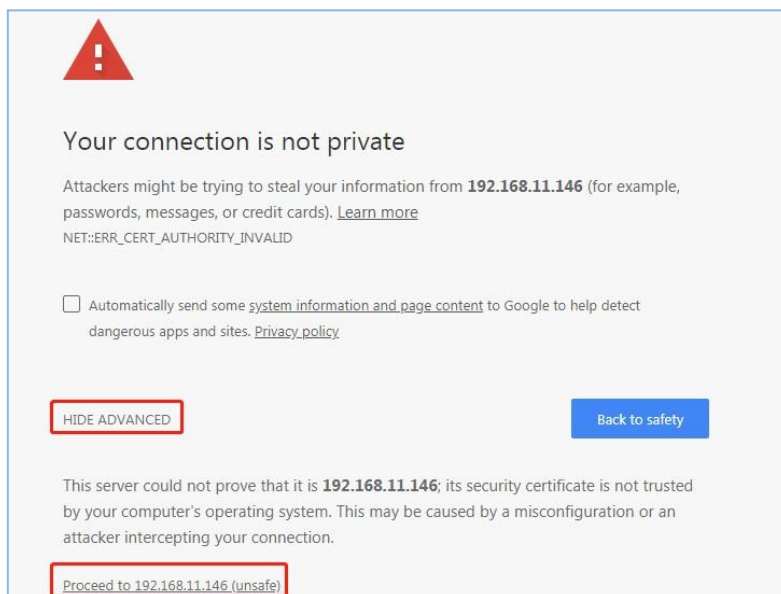 Your connection is not private
Attackers might be trying to steal your information from 192.168.11.146 (for example,
passwords, messages, or credit cards). Learn more
NET::ERR_CERT_AUTHORITY_INVALID
Automatically send some system information and page content to Google to help detect
dangerous apps and sites. Privacy policy
HIDE ADVANCED
Back to safety
This server could not prove that it is 192.168.11.146; its security certificate is not trusted
by your computer's operating system. This may be caused by a misconfiguration or an
attacker intercepting your connection.
Proceed to 192.168.11.146 (unsafe)